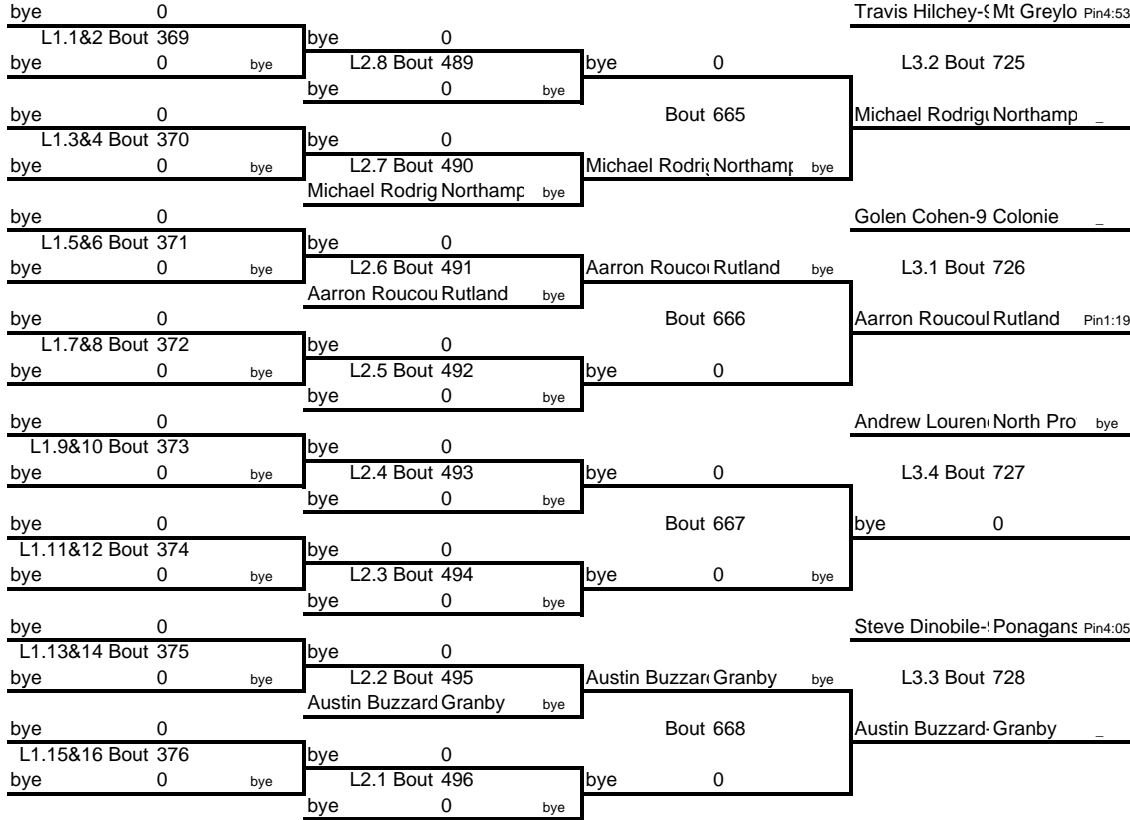 bye 0 Travis Hilchey-9 Mt Greylo Pin4:53
L1.1&2 Bout 369 bye 0
bye 0 bye L2.8 Bout 489 bye 0 L3.2 Bout 725
bye 0 bye
bye 0 Bout 665 Michael Rodrigu Northamp _
L1.3&4 Bout 370 bye 0
bye 0 bye L2.7 Bout 490 Michael Rodrig Northamp bye
Michael Rodrig Northamp bye
bye 0 Golen Cohen-9 Colonie _
L1.5&6 Bout 371 bye 0
bye 0 bye L2.6 Bout 491 Aarron Roucou Rutland bye L3.1 Bout 726
Aarron Roucou Rutland bye
bye 0 Bout 666 Aarron Roucoul Rutland Pin1:19
L1.7&8 Bout 372 bye 0
bye 0 bye L2.5 Bout 492 bye 0
bye 0 bye
bye 0 Andrew Louren North Pro bye
L1.9&10 Bout 373 bye 0
bye 0 bye L2.4 Bout 493 bye 0 L3.4 Bout 727
bye 0 bye
bye 0 Bout 667 bye 0
L1.11&12 Bout 374 bye 0
bye 0 bye L2.3 Bout 494 bye 0 bye
bye 0 bye
bye 0 Steve Dinobile-9 Ponagans Pin4:05
L1.13&14 Bout 375 bye 0
bye 0 bye L2.2 Bout 495 Austin Buzzard Granby bye L3.3 Bout 728
Austin Buzzard Granby bye
bye 0 Bout 668 Austin Buzzard- Granby _
L1.15&16 Bout 376 bye 0
bye 0 bye L2.1 Bout 496 bye 0
bye 0 bye